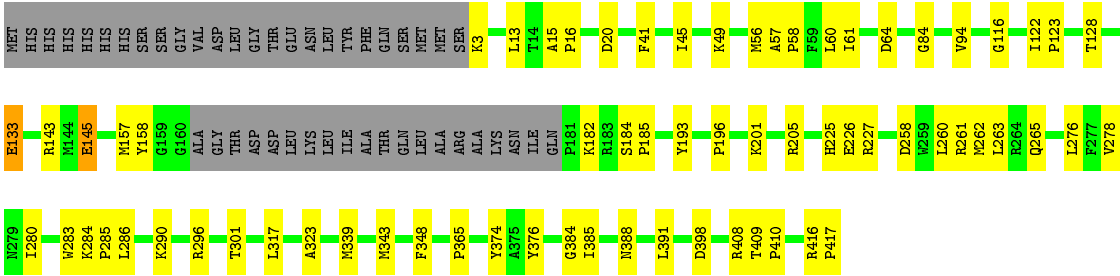 MET HIS HIS HIS HIS HIS HIS SER SER GLY VAL ASP LEU GLY THR GLU ASN LEU TYR PHE GLN SER MET MET SER K3 L13 T14 A15 P16 D20 F41 I45 K49 M56 A57 P58 F59 L60 I61 D64 G84 V94 G116 I122 P123 T128
E133 R143 M144 E145 M157 Y158 G159 G160 ALA GLY THR ASP ASP LEU LYS LEU ILE ALA THR GLN LEU ALA ARG ALA LYS ASN ILE GLN P181 K182 R183 S184 P185 Y193 P196 K201 R205 H225 E226 R227 D258 W259 L260 R261 M262 L263 R264 Q265 L276 F277 V278
N279 I280 W283 K284 P285 L286 K290 R296 T301 L317 A323 M339 M343 F348 P365 Y374 A375 Y376 G384 I385 N388 L391 D398 R408 T409 P410 R416 P417